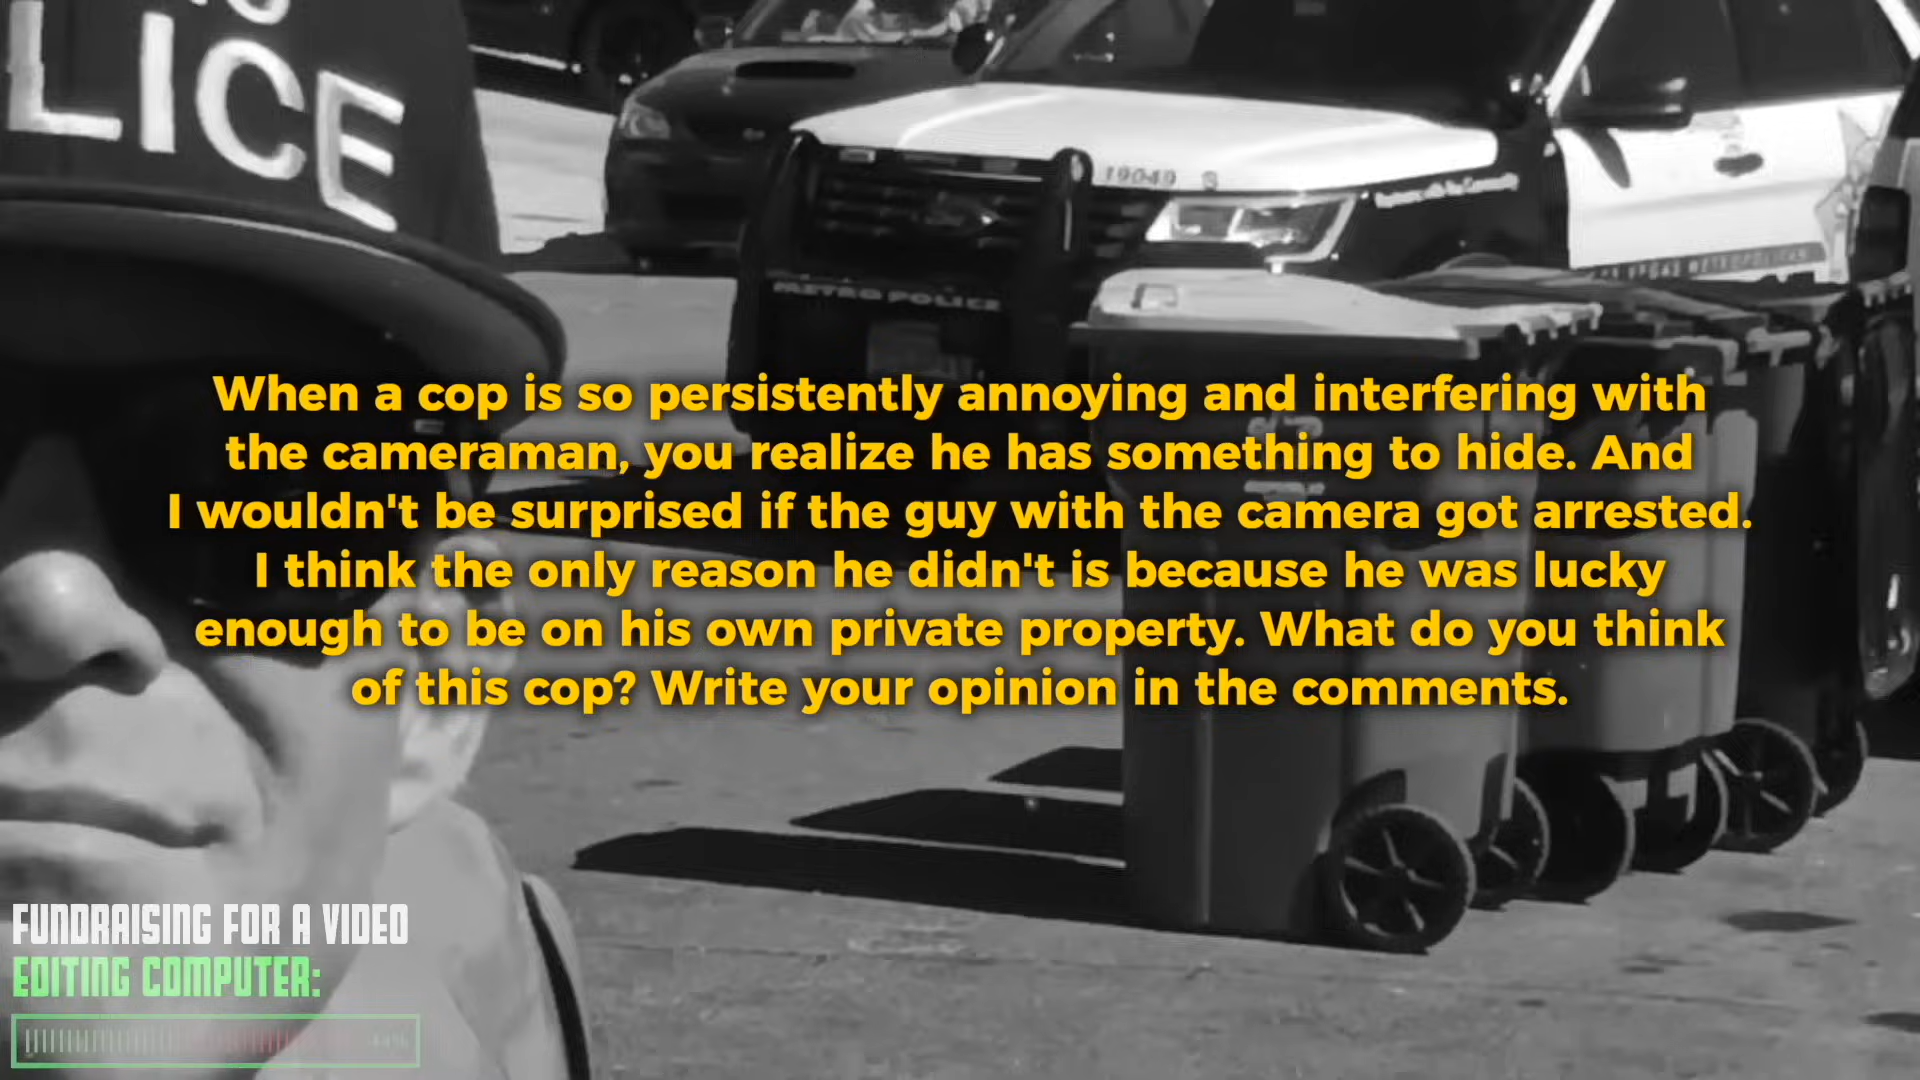 LICE
19049
METRO POLICE
When a cop is so persistently annoying and interfering with
the cameraman, you realize he has something to hide. And
I wouldn't be surprised if the guy with the camera got arrested.
I think the only reason he didn't is because he was lucky
enough to be on his own private property. What do you think
of this cop? Write your opinion in the comments.
FUNDRAISING FOR A VIDEO
EDITING COMPUTER: